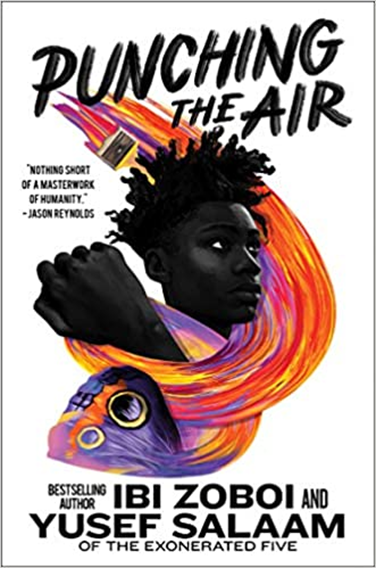 PUNCHING
THE AIR
"NOTHING SHORT
OF A MASTERWORK
OF HUMANITY."
–JASON REYNOLDS
BESTSELLING
AUTHOR IBI ZOBOI AND
YUSEF SALAAM
OF THE EXONERATED FIVE